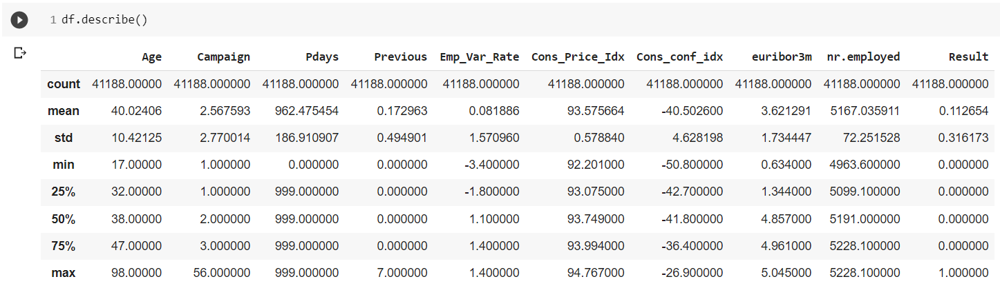 1 df.describe()
Age Campaign Pdays Previous Emp_Var_Rate Cons_Price_Idx Cons_conf_idx euribor3m nr.employed Result
count 41188.00000 41188.000000 41188.000000 41188.000000 41188.000000 41188.000000 41188.000000 41188.000000 41188.000000 41188.000000
mean 40.02406 2.567593 962.475454 0.172963 0.081886 93.575664 -40.502600 3.621291 5167.035911 0.112654
std 10.42125 2.770014 186.910907 0.494901 1.570960 0.578840 4.628198 1.734447 72.251528 0.316173
min 17.00000 1.000000 0.000000 0.000000 -3.400000 92.201000 -50.800000 0.634000 4963.600000 0.000000
25% 32.00000 1.000000 999.000000 0.000000 -1.800000 93.075000 -42.700000 1.344000 5099.100000 0.000000
50% 38.00000 2.000000 999.000000 0.000000 1.100000 93.749000 -41.800000 4.857000 5191.000000 0.000000
75% 47.00000 3.000000 999.000000 0.000000 1.400000 93.994000 -36.400000 4.961000 5228.100000 0.000000
max 98.00000 56.000000 999.000000 7.000000 1.400000 94.767000 -26.900000 5.045000 5228.100000 1.000000